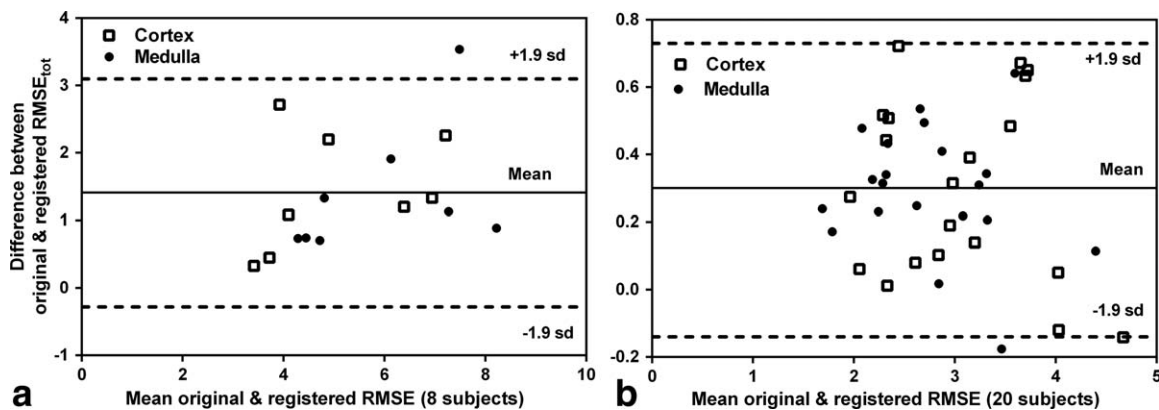 Difference between
original & registered RMSEtot
4
3
2
1
0
-1
Cortex
Medulla
+1.9 sd
Mean
-1.9 sd
0 2 4 6 8 10
a Mean original & registered RMSE (8 subjects)
0.8
0.6
0.4
0.2
0.0
-0.2
+1.9 sd
Cortex
Medulla
Mean
-1.9 sd
0 1 2 3 4 5
b Mean original & registered RMSE (20 subjects)